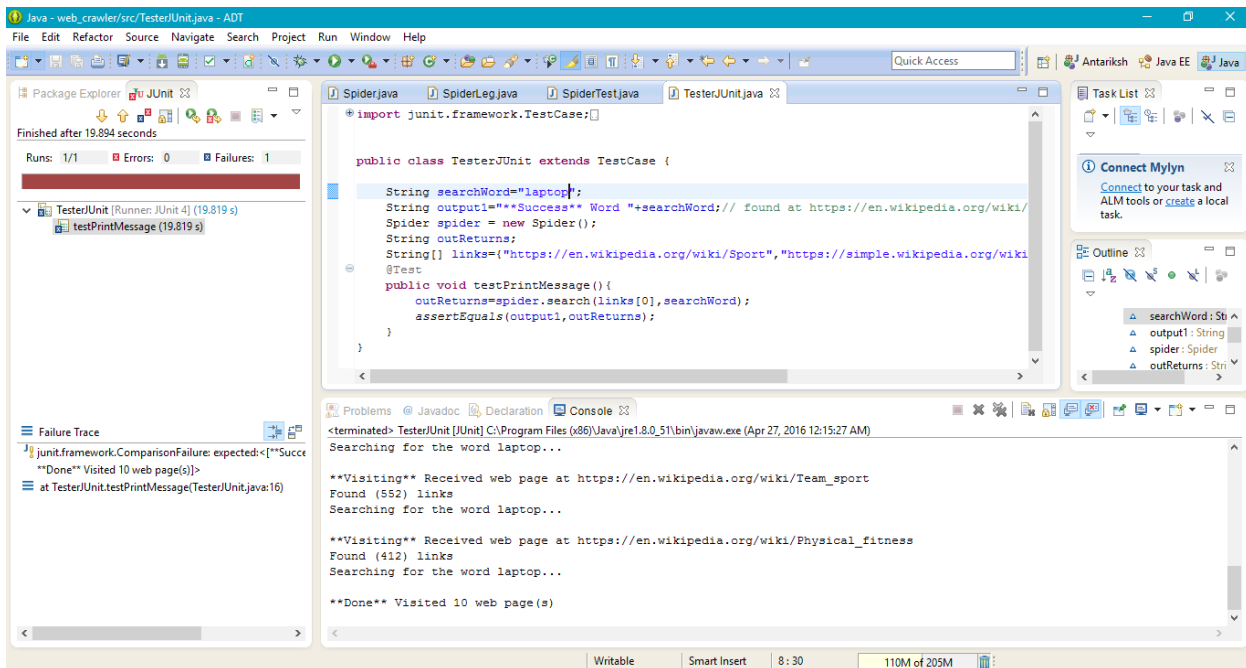 Java - web_crawler/src/TesterJUnit.java - ADT
File Edit Refactor Source Navigate Search Project Run Window Help
Quick Access
Antariksh Java EE Java
Package Explorer JUnit
Finished after 19.894 seconds
Runs: 1/1 Errors: 0 Failures: 1
TesterJUnit [Runner: JUnit 4] (19.819 s)
testPrintMessage (19.819 s)
Failure Trace
junit.framework.ComparisonFailure: expected:<[**Succe
**Done** Visited 10 web page(s)]>
at TesterJUnit.testPrintMessage(TesterJUnit.java:16)
Spider.java SpiderLeg.java SpiderTest.java TesterJUnit.java
import junit.framework.TestCase;
public class TesterJUnit extends TestCase {
String searchWord="laptop";
String output1="**Success** Word "+searchWord;// found at https://en.wikipedia.org/wiki/
Spider spider = new Spider();
String outReturns;
String[] links={"https://en.wikipedia.org/wiki/Sport","https://simple.wikipedia.org/wiki
@Test
public void testPrintMessage(){
outReturns=spider.search(links[0],searchWord);
assertEquals(output1,outReturns);
}
}
Task List
Connect Mylyn
Connect to your task and
ALM tools or create a local
task.
Outline
searchWord : Stri
output1 : String
spider : Spider
outReturns : Stri
Problems @ Javadoc Declaration Console
<terminated> TesterJUnit [JUnit] C:\Program Files (x86)\Java\jre1.8.0_51\bin\javaw.exe (Apr 27, 2016 12:15:27 AM)
Searching for the word laptop...
**Visiting** Received web page at https://en.wikipedia.org/wiki/Team_sport
Found (552) links
Searching for the word laptop...
**Visiting** Received web page at https://en.wikipedia.org/wiki/Physical_fitness
Found (412) links
Searching for the word laptop...
**Done** Visited 10 web page(s)
Writable Smart Insert 8 : 30 110M of 205M